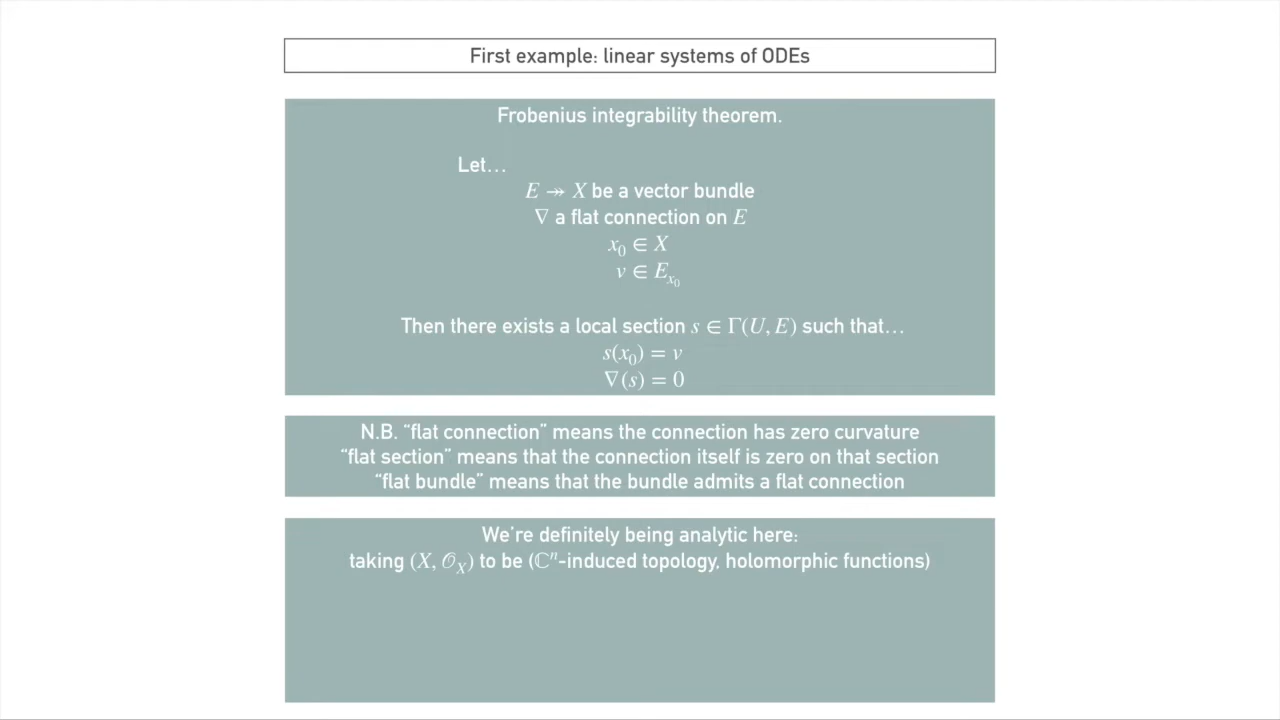 First example: linear systems of ODEs
Frobenius integrability theorem.
Let…
E ↠ X be a vector bundle
∇ a flat connection on E
x₀ ∈ X
v ∈ Eₓ₀
Then there exists a local section s ∈ Γ(U, E) such that…
s(x₀) = v
∇(s) = 0
N.B. “flat connection” means the connection has zero curvature
“flat section” means that the connection itself is zero on that section
“flat bundle” means that the bundle admits a flat connection
We’re definitely being analytic here:
taking (X, 𝒪_X) to be (ℂⁿ-induced topology, holomorphic functions)